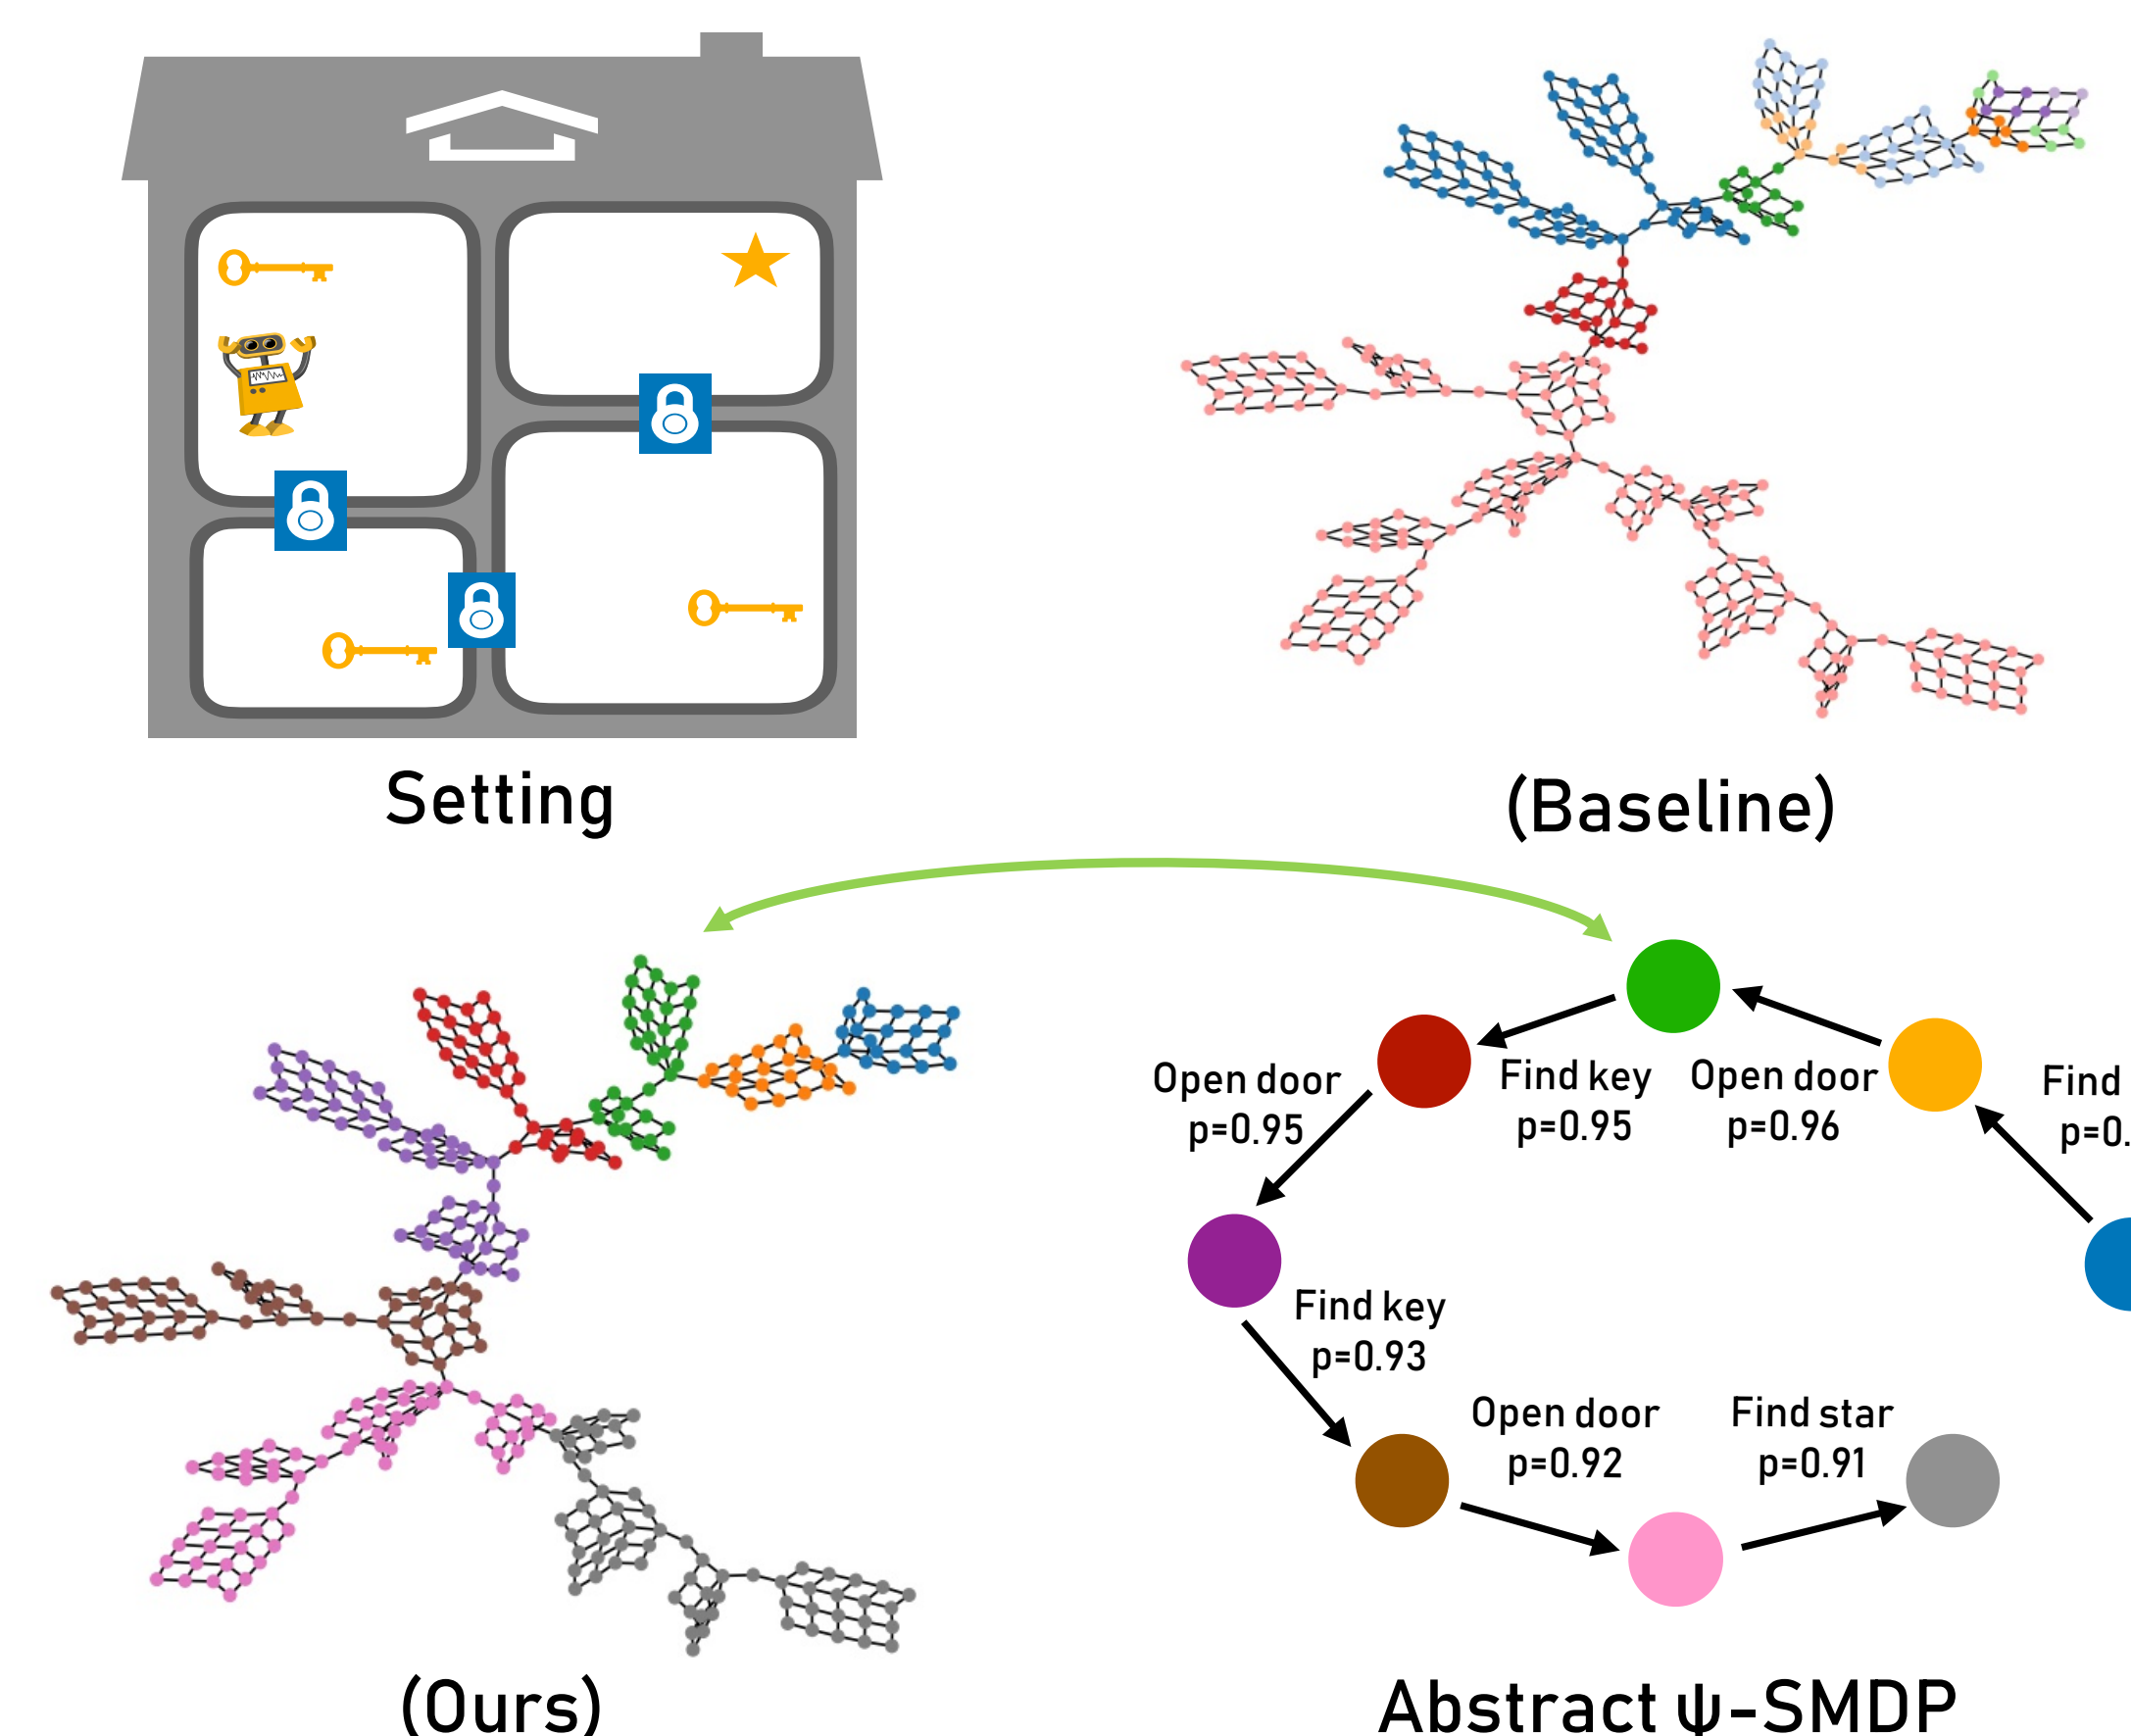 Setting
(Baseline)
Open door
p=0.95
Find key
p=0.95
Open door
p=0.96
Find
p=0.
Find key
p=0.93
Open door
p=0.92
Find star
p=0.91
(Ours)
Abstract ψ-SMDP